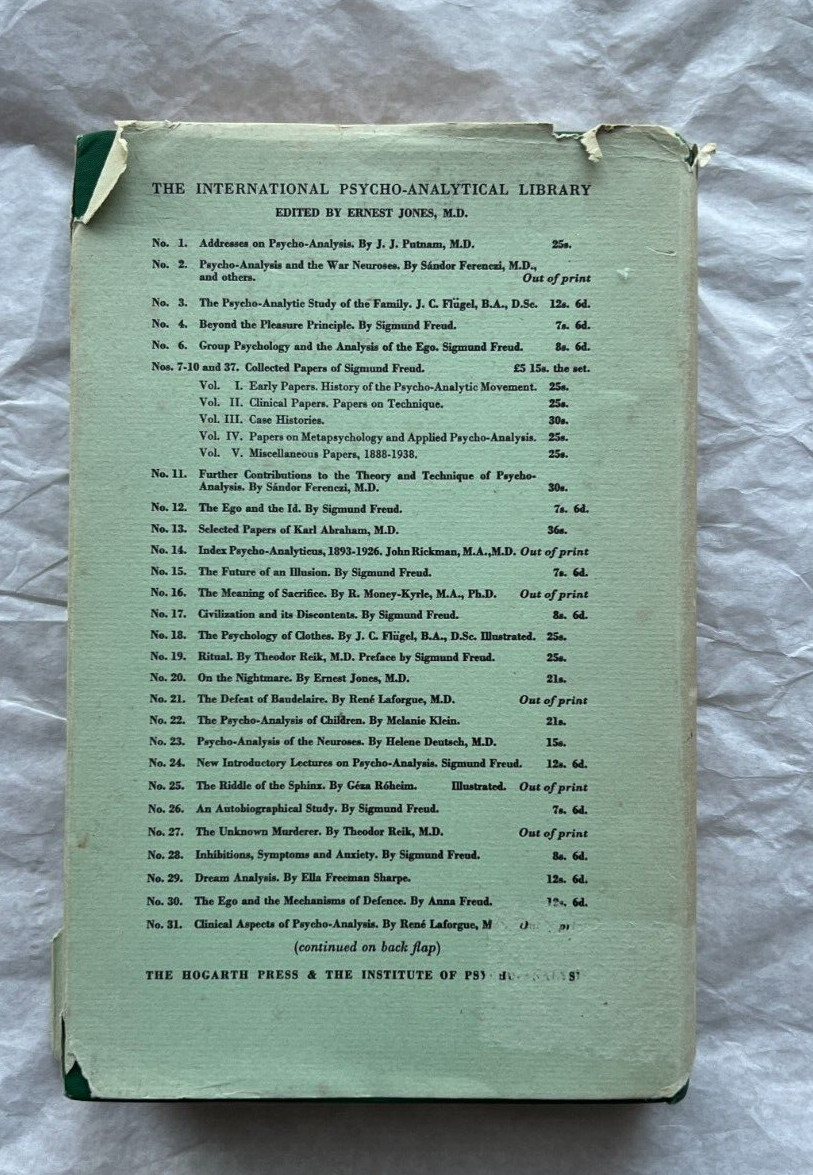 THE INTERNATIONAL PSYCHO-ANALYTICAL LIBRARY
EDITED BY ERNEST JONES, M.D.
No. 1. Addresses on Psycho-Analysis. By J. J. Putnam, M.D. 25s.
No. 2. Psycho-Analysis and the War Neuroses. By Sándor Ferenczi, M.D.,
and others. Out of print
No. 3. The Psycho-Analytic Study of the Family. J. C. Flügel, B.A., D.Sc. 12s. 6d.
No. 4. Beyond the Pleasure Principle. By Sigmund Freud. 7s. 6d.
No. 6. Group Psychology and the Analysis of the Ego. Sigmund Freud. 8s. 6d.
Nos. 7-10 and 37. Collected Papers of Sigmund Freud. £5 15s. the set.
Vol. I. Early Papers. History of the Psycho-Analytic Movement. 25s.
Vol. II. Clinical Papers. Papers on Technique. 25s.
Vol. III. Case Histories. 30s.
Vol. IV. Papers on Metapsychology and Applied Psycho-Analysis. 25s.
Vol. V. Miscellaneous Papers, 1888-1938. 25s.
No. 11. Further Contributions to the Theory and Technique of Psycho-
Analysis. By Sándor Ferenczi, M.D. 30s.
No. 12. The Ego and the Id. By Sigmund Freud. 7s. 6d.
No. 13. Selected Papers of Karl Abraham, M.D. 36s.
No. 14. Index Psycho-Analyticus, 1893-1926. John Rickman, M.A., M.D. Out of print
No. 15. The Future of an Illusion. By Sigmund Freud. 7s. 6d.
No. 16. The Meaning of Sacrifice. By R. Money-Kyrle, M.A., Ph.D. Out of print
No. 17. Civilization and its Discontents. By Sigmund Freud. 8s. 6d.
No. 18. The Psychology of Clothes. By J. C. Flügel, B.A., D.Sc. Illustrated. 25s.
No. 19. Ritual. By Theodor Reik, M.D. Preface by Sigmund Freud. 25s.
No. 20. On the Nightmare. By Ernest Jones, M.D. 21s.
No. 21. The Defeat of Baudelaire. By René Laforgue, M.D. Out of print
No. 22. The Psycho-Analysis of Children. By Melanie Klein. 21s.
No. 23. Psycho-Analysis of the Neuroses. By Helene Deutsch, M.D. 15s.
No. 24. New Introductory Lectures on Psycho-Analysis. Sigmund Freud. 12s. 6d.
No. 25. The Riddle of the Sphinx. By Géza Róheim. Illustrated. Out of print
No. 26. An Autobiographical Study. By Sigmund Freud. 7s. 6d.
No. 27. The Unknown Murderer. By Theodor Reik, M.D. Out of print
No. 28. Inhibitions, Symptoms and Anxiety. By Sigmund Freud. 8s. 6d.
No. 29. Dream Analysis. By Ella Freeman Sharpe. 12s. 6d.
No. 30. The Ego and the Mechanisms of Defence. By Anna Freud. 12s. 6d.
No. 31. Clinical Aspects of Psycho-Analysis. By René Laforgue,
(continued on back flap)
THE HOGARTH PRESS & THE INSTITUTE OF